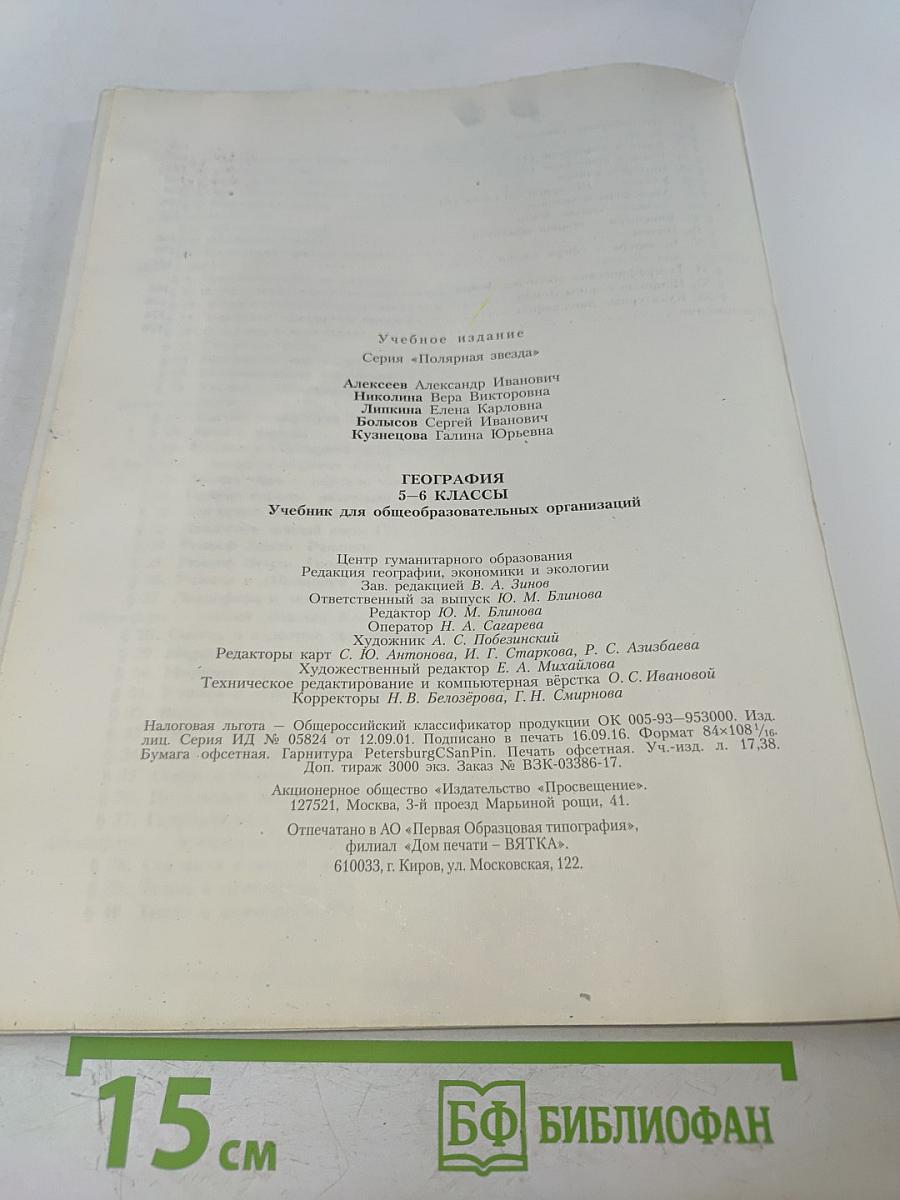 Учебное издание
Серия «Полярная звезда»
Алексеев Александр Иванович
Николина Вера Викторовна
Липкина Елена Карловна
Болысов Сергей Иванович
Кузнецова Галина Юрьевна
ГЕОГРАФИЯ
5—6 КЛАССЫ
Учебник для общеобразовательных организаций
Центр гуманитарного образования
Редакция географии, экономики и экологии
Зав. редакцией В. А. Зинов
Ответственный за выпуск Ю. М. Блинова
Редактор Ю. М. Блинова
Оператор Н. А. Сагарева
Художник А. С. Побезинский
Редакторы карт С. Ю. Антонова, И. Г. Старкова, Р. С. Азизбаева
Художественный редактор Е. А. Михайлова
Техническое редактирование и компьютерная вёрстка О. С. Ивановой
Корректоры Н. В. Белозёрова, Г. Н. Смирнова
Налоговая льгота — Общероссийский классификатор продукции ОК 005-93—953000. Изд.
лиц. Серия ИД № 05824 от 12.09.01. Подписано в печать 16.09.16. Формат 84×108 1/16.
Бумага офсетная. Гарнитура PetersburgCSanPin. Печать офсетная. Уч.-изд. л. 17,38.
Доп. тираж 3000 экз. Заказ № ВЗК-03386-17.
Акционерное общество «Издательство «Просвещение».
127521, Москва, 3-й проезд Марьиной рощи, 41.
Отпечатано в АО «Первая Образцовая типография»,
филиал «Дом печати – ВЯТКА».
610033, г. Киров, ул. Московская, 122.
15 см
БФ БИБЛИОФАН